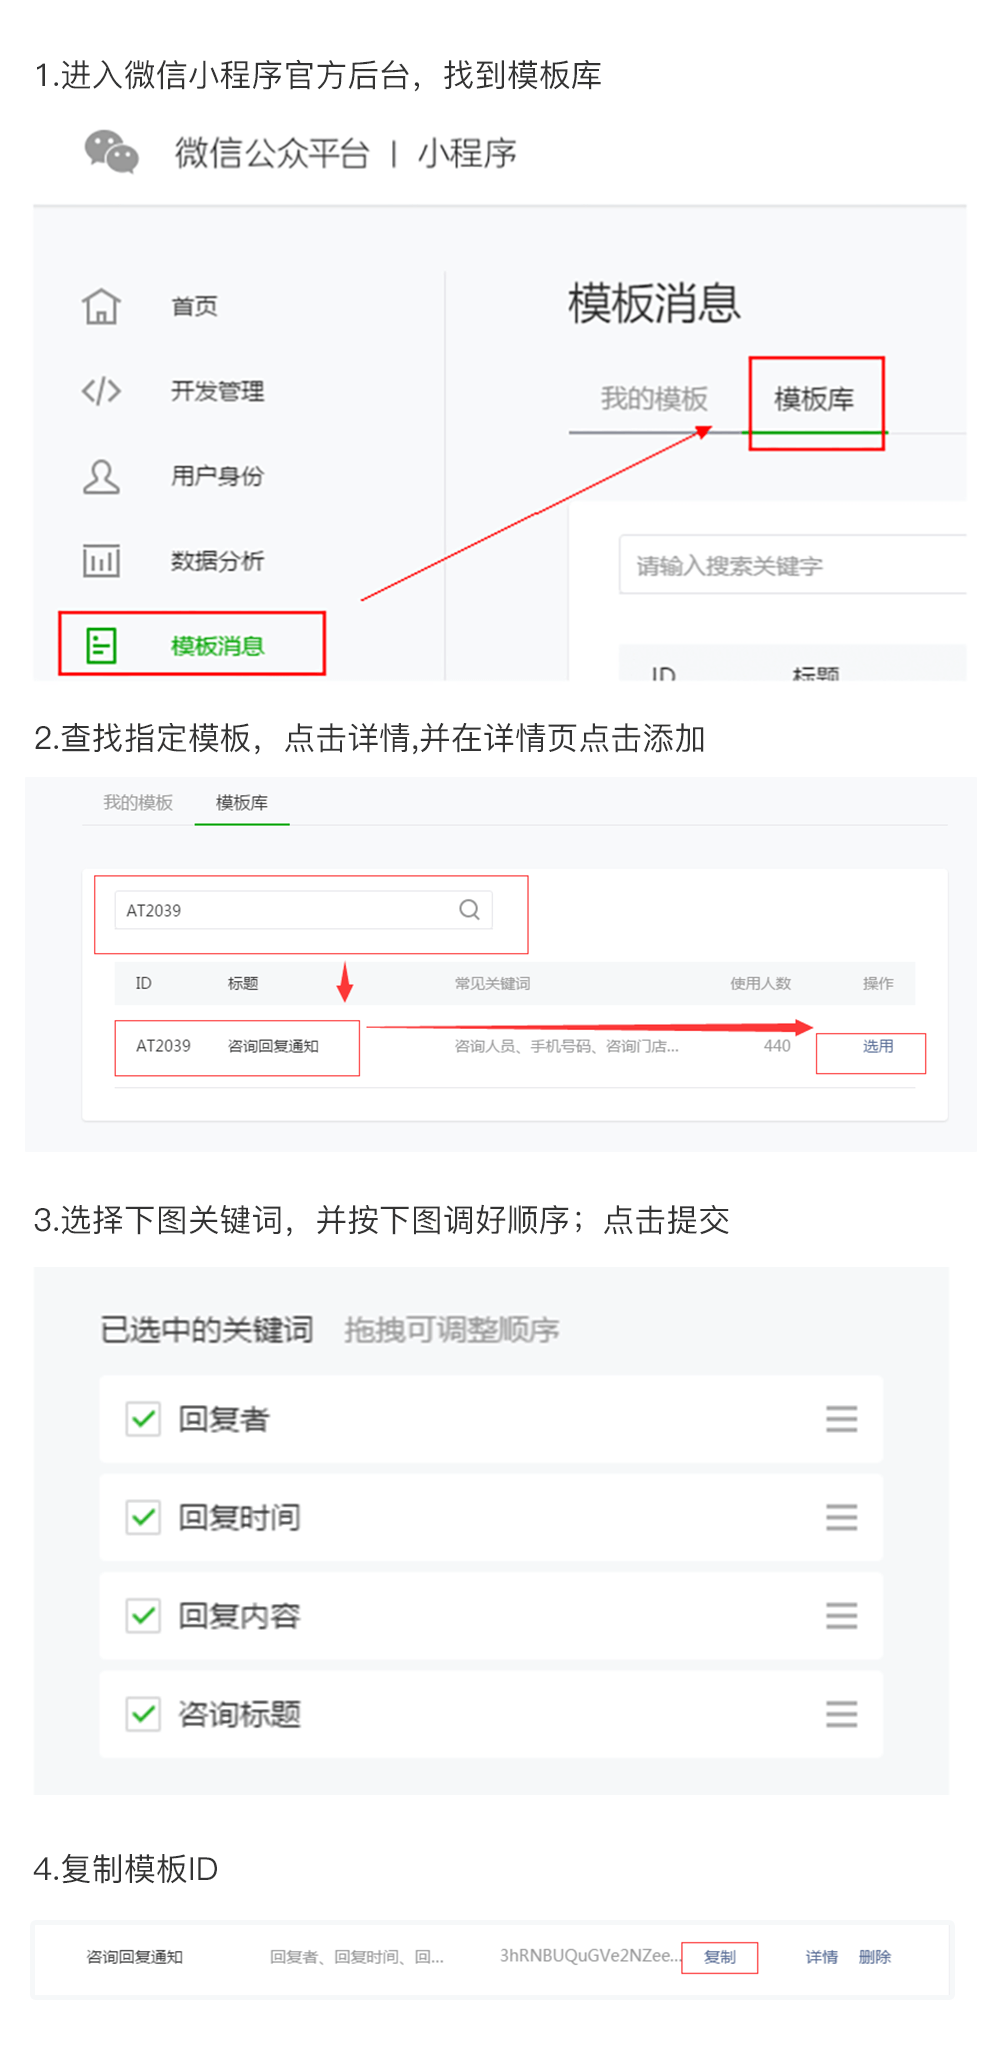 1.进入微信小程序官方后台，找到模板库
微信公众平台 | 小程序
首页
开发管理
用户身份
数据分析
模板消息
模板消息
我的模板 模板库
请输入搜索关键字
ID 标题
2.查找指定模板，点击详情,并在详情页点击添加
我的模板 模板库
AT2039
ID 标题 常见关键词 使用人数 操作
AT2039 咨询回复通知 咨询人员、手机号码、咨询门店... 440 选用
3.选择下图关键词，并按下图调好顺序；点击提交
已选中的关键词 拖拽可调整顺序
回复者
回复时间
回复内容
咨询标题
4.复制模板ID
咨询回复通知 回复者、回复时间、回... 3hRNBUQuGVe2NZee... 复制 详情 删除